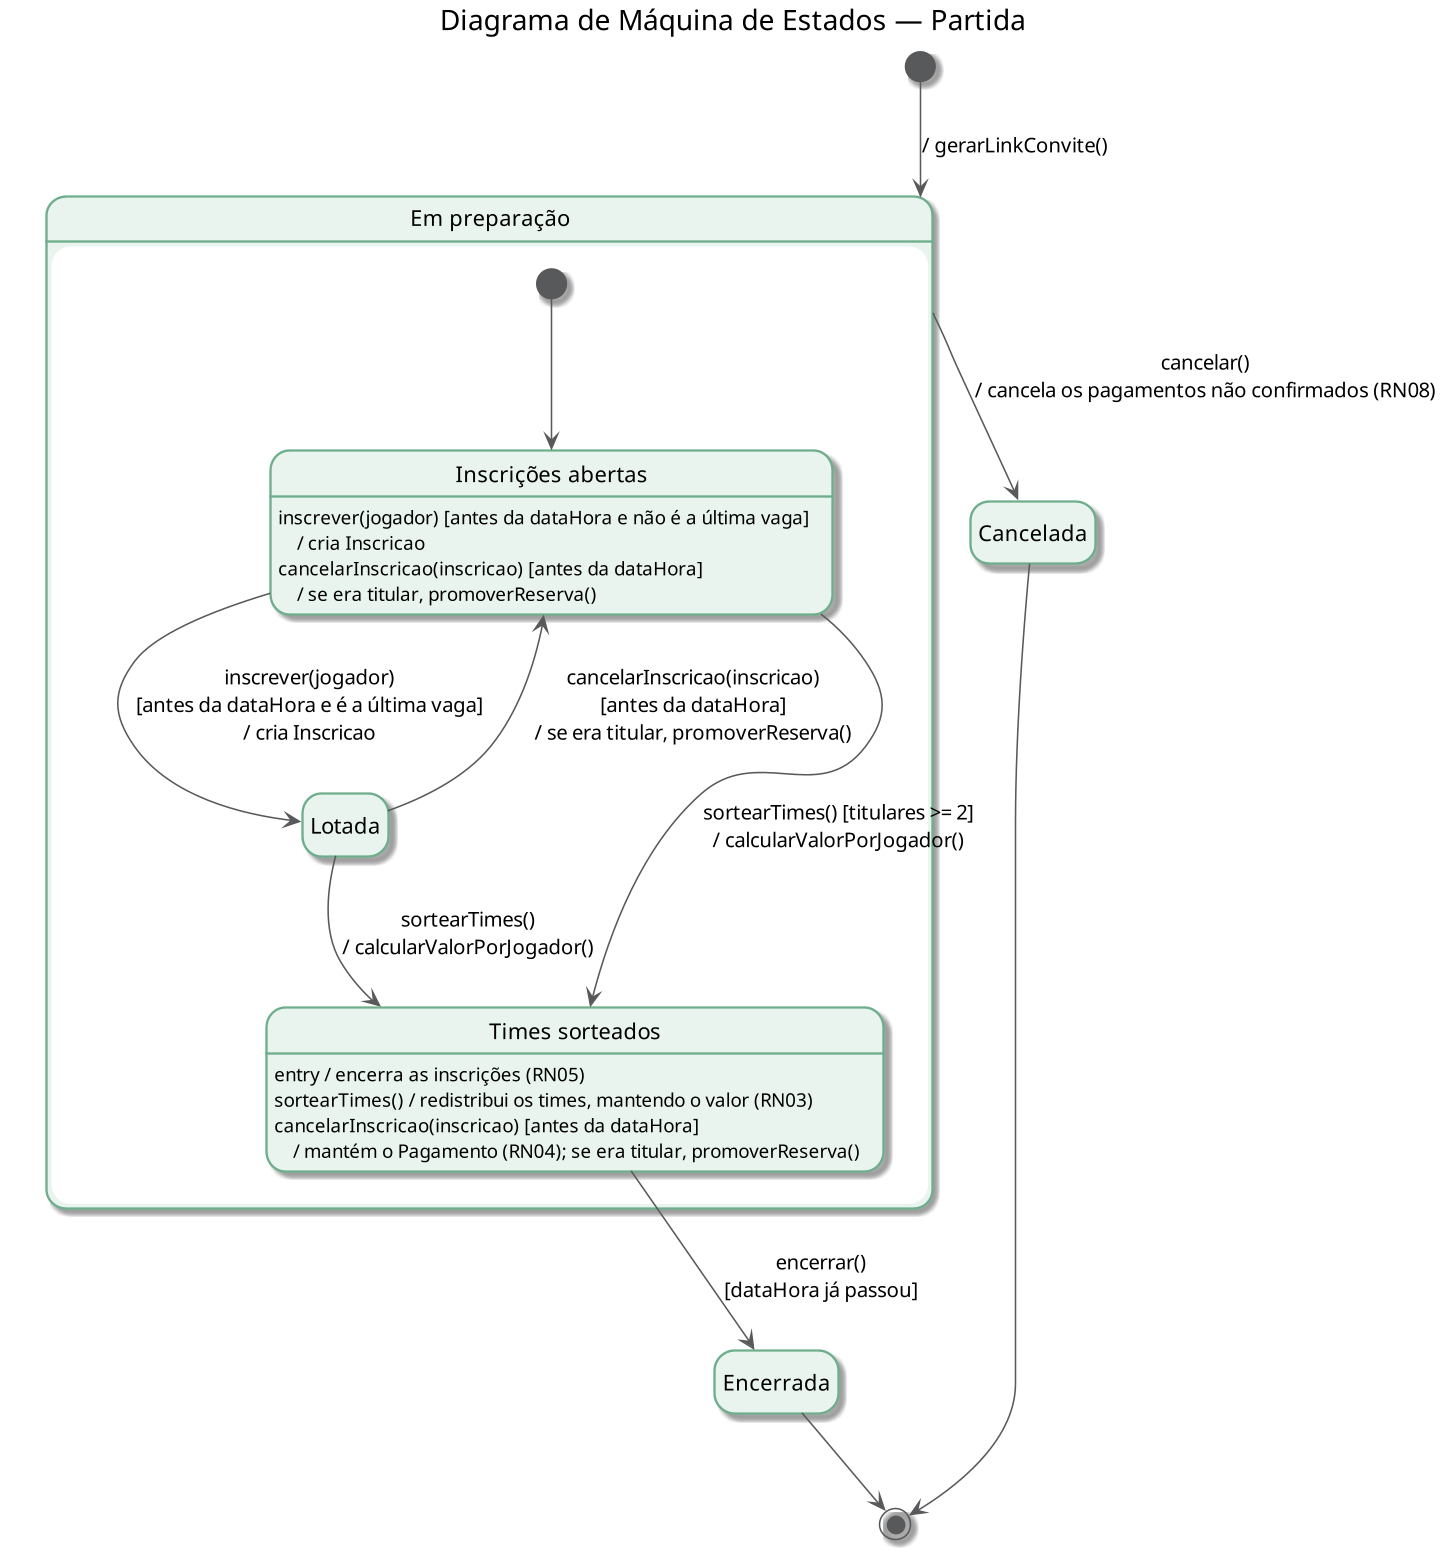 Diagrama de Máquina de Estados — Partida
/ gerarLinkConvite()
Em preparação
cancelar()
/ cancela os pagamentos não confirmados (RN08)
Inscrições abertas
inscrever(jogador) [antes da dataHora e não é a última vaga]
/ cria Inscricao
cancelarInscricao(inscricao) [antes da dataHora]
/ se era titular, promoverReserva()
Cancelada
inscrever(jogador)
[antes da dataHora e é a última vaga]
/ cria Inscricao
cancelarInscricao(inscricao)
[antes da dataHora]
/ se era titular, promoverReserva()
Lotada
sortearTimes() [titulares >= 2]
/ calcularValorPorJogador()
sortearTimes()
/ calcularValorPorJogador()
Times sorteados
entry / encerra as inscrições (RN05)
sortearTimes() / redistribui os times, mantendo o valor (RN03)
cancelarInscricao(inscricao) [antes da dataHora]
/ mantém o Pagamento (RN04); se era titular, promoverReserva()
encerrar()
[dataHora já passou]
Encerrada